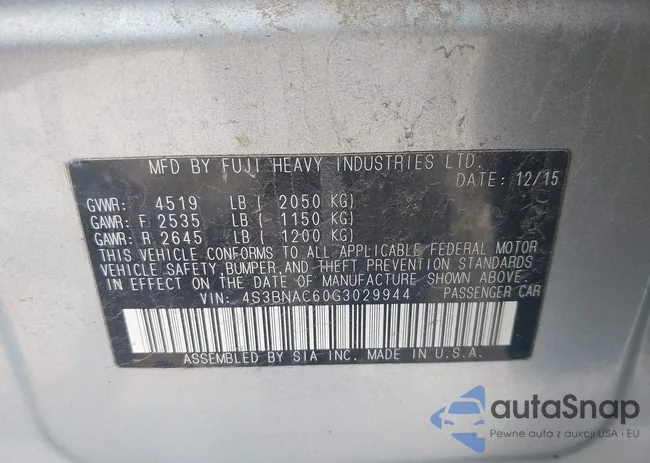 MFD BY FUJI HEAVY INDUSTRIES LTD.
DATE: 12/15
GVWR: 4519 LB ( 2050 KG)
GAWR: F 2535 LB ( 1150 KG)
GAWR: R 2645 LB ( 1200 KG)
THIS VEHICLE CONFORMS TO ALL APPLICABLE FEDERAL MOTOR
VEHICLE SAFETY, BUMPER, AND THEFT PREVENTION STANDARDS
IN EFFECT ON THE DATE OF MANUFACTURE SHOWN ABOVE.
VIN: 4S3BNAC60G3029944 PASSENGER CAR
ASSEMBLED BY SIA INC. MADE IN U.S.A.
autoSnap
Pewne auta z aukcji USA i EU